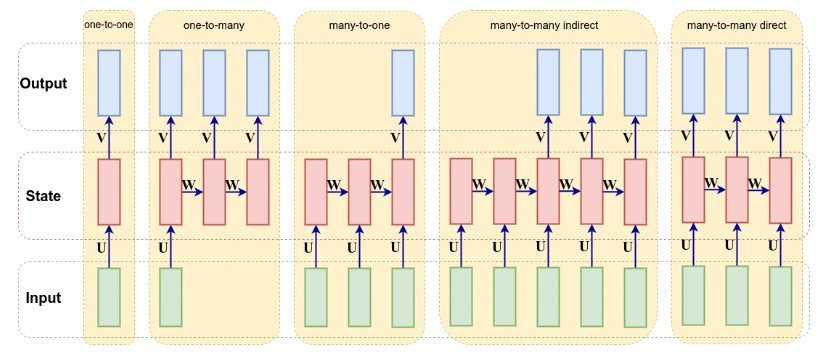 one-to-one one-to-many many-to-one many-to-many indirect many-to-many direct
Output
V V V V V V V V V V V
State
W W W W W W W W W W
U U U U U U U U U U U U U
Input